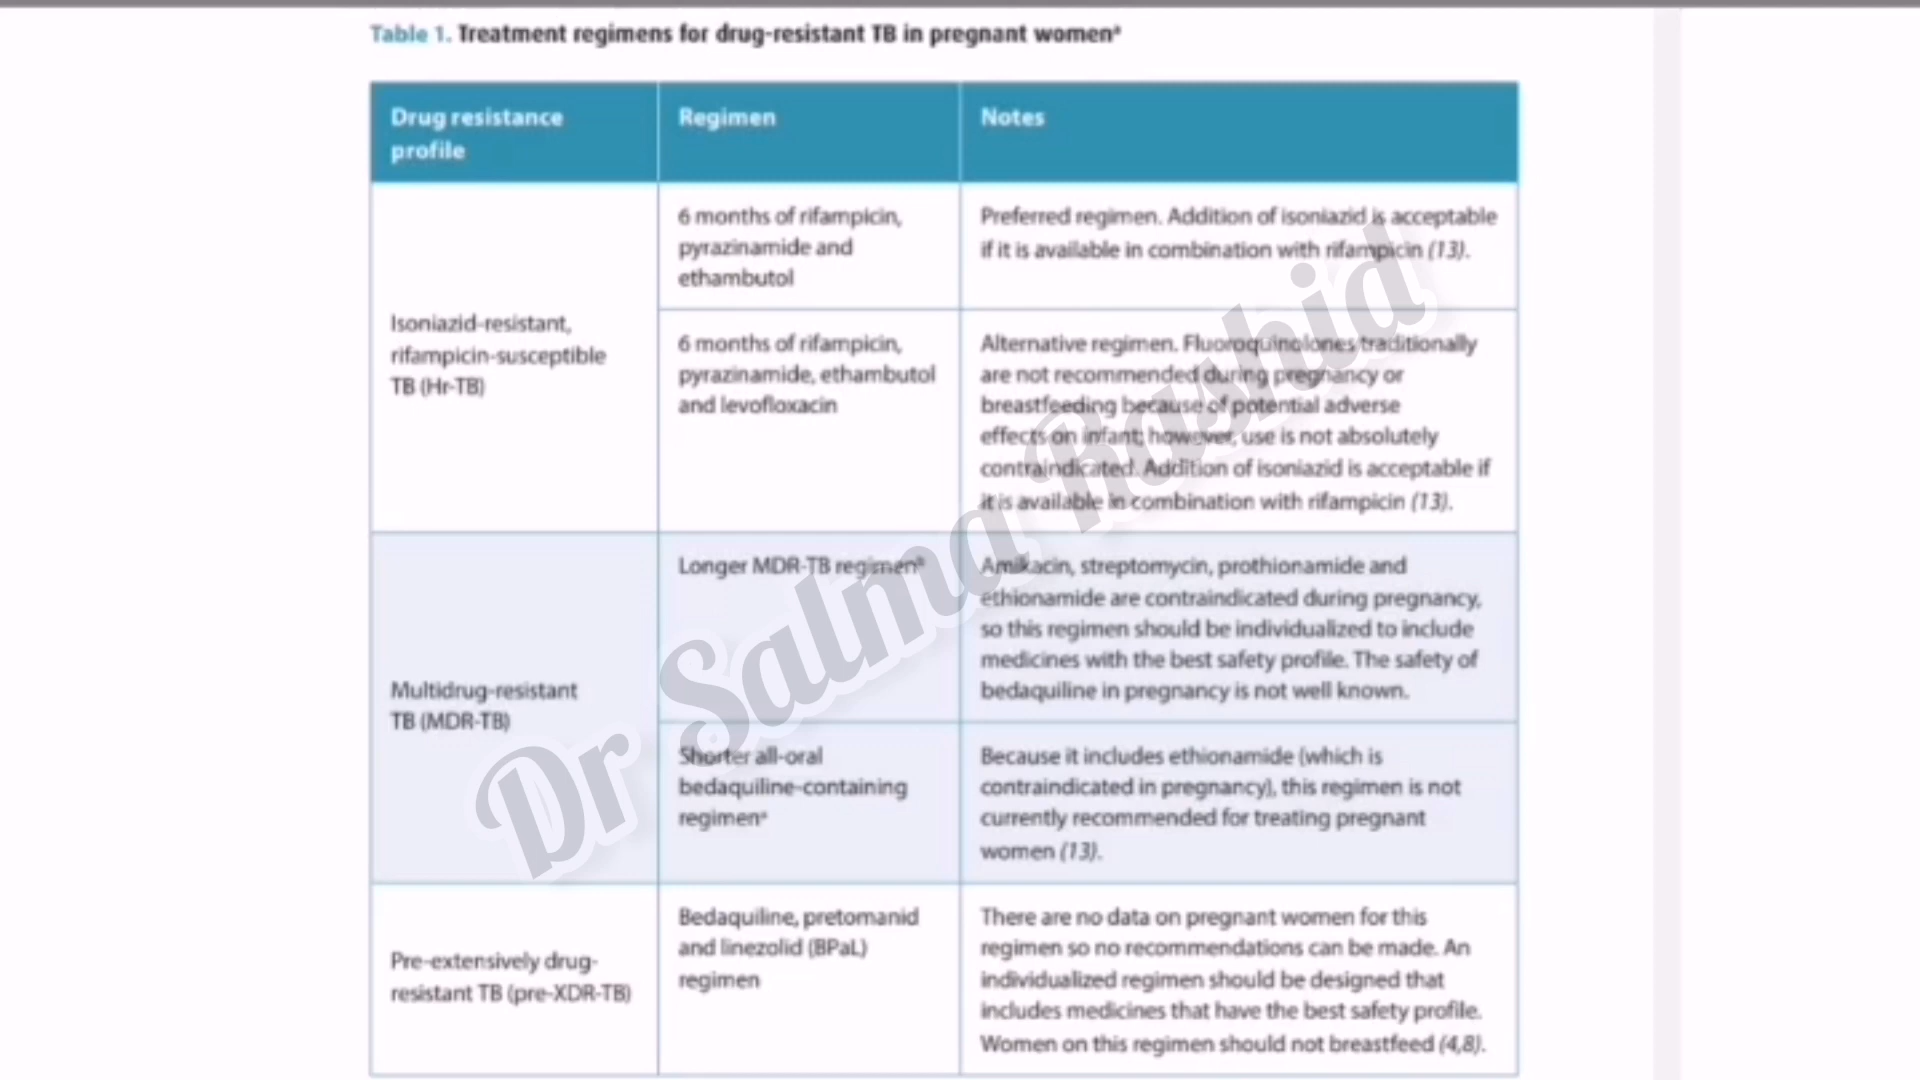 Table 1. Treatment regimens for drug-resistant TB in pregnant womenᵃ
Drug resistance
profile
Regimen
Notes
Isoniazid-resistant,
rifampicin-susceptible
TB (Hr-TB)
6 months of rifampicin,
pyrazinamide and
ethambutol
Preferred regimen. Addition of isoniazid is acceptable
if it is available in combination with rifampicin (13).
6 months of rifampicin,
pyrazinamide, ethambutol
and levofloxacin
Alternative regimen. Fluoroquinolones traditionally
are not recommended during pregnancy or
breastfeeding because of potential adverse
effects on infant; however, use is not absolutely
contraindicated. Addition of isoniazid is acceptable if
it is available in combination with rifampicin (13).
Multidrug-resistant
TB (MDR-TB)
Longer MDR-TB regimenᵇ
Amikacin, streptomycin, prothionamide and
ethionamide are contraindicated during pregnancy,
so this regimen should be individualized to include
medicines with the best safety profile. The safety of
bedaquiline in pregnancy is not well known.
Shorter all-oral
bedaquiline-containing
regimenᵃ
Because it includes ethionamide (which is
contraindicated in pregnancy), this regimen is not
currently recommended for treating pregnant
women (13).
Pre-extensively drug-
resistant TB (pre-XDR-TB)
Bedaquiline, pretomanid
and linezolid (BPaL)
regimen
There are no data on pregnant women for this
regimen so no recommendations can be made. An
individualized regimen should be designed that
includes medicines that have the best safety profile.
Women on this regimen should not breastfeed (4,8).
Dr Salma Rashid